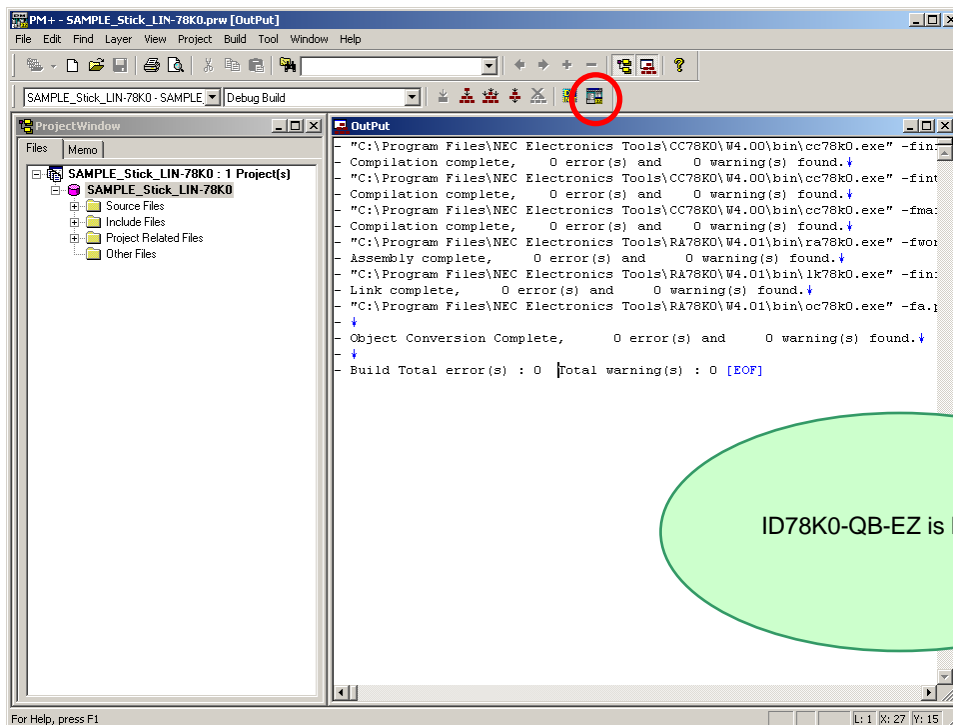 PM+ - SAMPLE_Stick_LIN-78K0.prw [OutPut]
File Edit Find Layer View Project Build Tool Window Help
SAMPLE_Stick_LIN-78K0 - SAMPLE
Debug Build
ProjectWindow
Files Memo
SAMPLE_Stick_LIN-78K0 : 1 Project(s)
SAMPLE_Stick_LIN-78K0
Source Files
Include Files
Project Related Files
Other Files
OutPut
- "C:\Program Files\NEC Electronics Tools\CC78K0\W4.00\bin\cc78k0.exe" -fini
- Compilation complete, 0 error(s) and 0 warning(s) found.↓
- "C:\Program Files\NEC Electronics Tools\CC78K0\W4.00\bin\cc78k0.exe" -fint
- Compilation complete, 0 error(s) and 0 warning(s) found.↓
- "C:\Program Files\NEC Electronics Tools\CC78K0\W4.00\bin\cc78k0.exe" -fmai
- Compilation complete, 0 error(s) and 0 warning(s) found.↓
- "C:\Program Files\NEC Electronics Tools\RA78K0\W4.01\bin\ra78k0.exe" -fwor
- Assembly complete, 0 error(s) and 0 warning(s) found.↓
- "C:\Program Files\NEC Electronics Tools\RA78K0\W4.01\bin\lk78k0.exe" -fini
- Link complete, 0 error(s) and 0 warning(s) found.↓
- "C:\Program Files\NEC Electronics Tools\RA78K0\W4.01\bin\oc78k0.exe" -fa.p
- ↓
- Object Conversion Complete, 0 error(s) and 0 warning(s) found.↓
- ↓
- Build Total error(s) : 0 Total warning(s) : 0 [EOF]
ID78K0-QB-EZ is
For Help, press F1
L: 1 X: 27 Y: 15